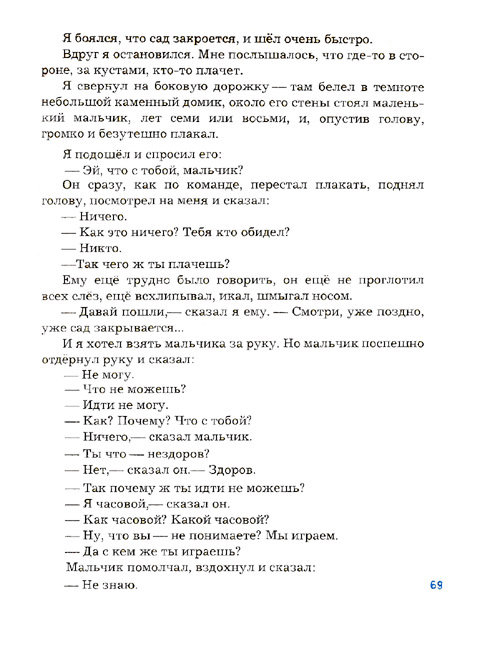 Я боялся, что сад закроется, и шёл очень быстро.
Вдруг я остановился. Мне послышалось, что где-то в сто-
роне, за кустами, кто-то плачет.
Я свернул на боковую дорожку — там белел в темноте
небольшой каменный домик, около его стены стоял малень-
кий мальчик, лет семи или восьми, и, опустив голову,
громко и безутешно плакал.
Я подошёл и спросил его:
— Эй, что с тобой, мальчик?
Он сразу, как по команде, перестал плакать, поднял
голову, посмотрел на меня и сказал:
— Ничего.
— Как это ничего? Тебя кто обидел?
— Никто.
—Так чего ж ты плачешь?
Ему ещё трудно было говорить, он ещё не проглотил
всех слёз, ещё всхлипывал, икал, шмыгал носом.
— Давай пошли,— сказал я ему. — Смотри, уже поздно,
уже сад закрывается...
И я хотел взять мальчика за руку. Но мальчик поспешно
отдёрнул руку и сказал:
— Не могу.
— Что не можешь?
— Идти не могу.
— Как? Почему? Что с тобой?
— Ничего,— сказал мальчик.
— Ты что — нездоров?
— Нет,— сказал он.— Здоров.
— Так почему ж ты идти не можешь?
— Я часовой,— сказал он.
— Как часовой? Какой часовой?
— Ну, что вы — не понимаете? Мы играем.
— Да с кем же ты играешь?
Мальчик помолчал, вздохнул и сказал:
— Не знаю.
69